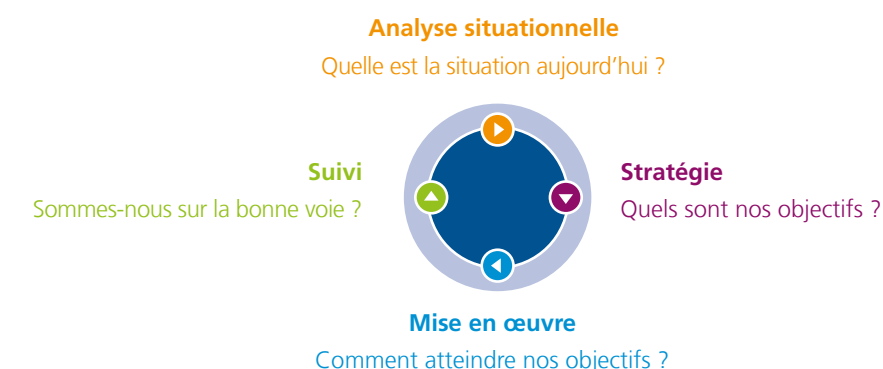 Analyse situationnelle
Quelle est la situation aujourd’hui ?
Suivi
Sommes-nous sur la bonne voie ?
Stratégie
Quels sont nos objectifs ?
Mise en œuvre
Comment atteindre nos objectifs ?